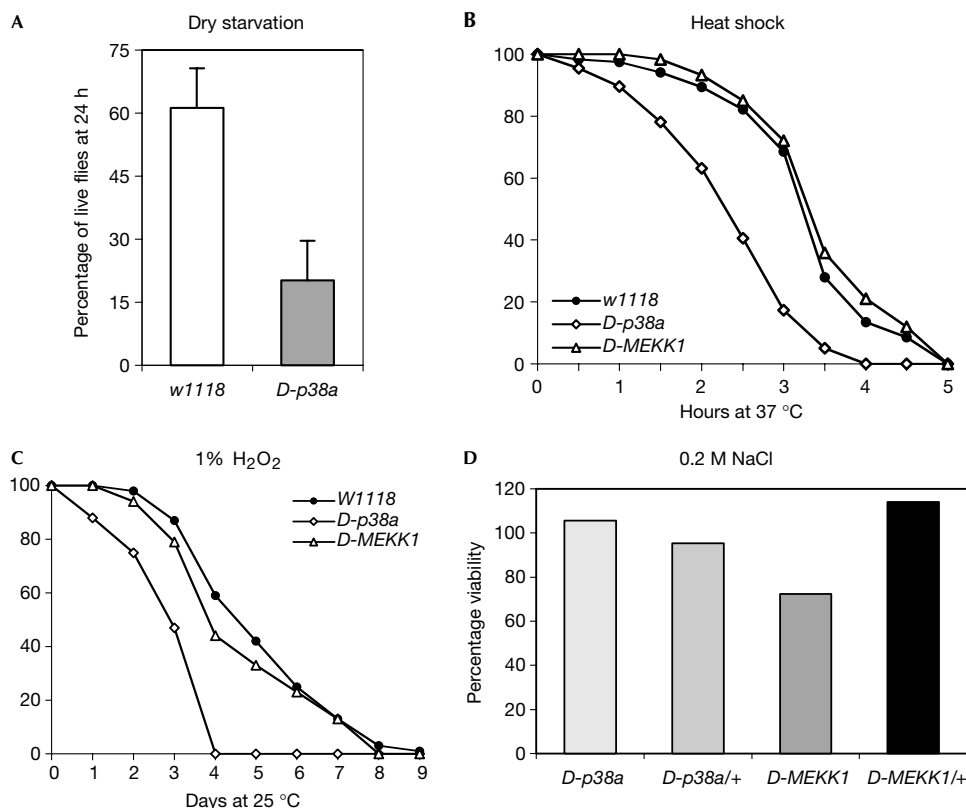 A
Dry starvation
Percentage of live flies at 24 h
75
60
45
30
15
0
w1118
D-p38a
B
Heat shock
100
80
60
40
20
0
w1118
D-p38a
D-MEKK1
0
1
2
3
4
5
Hours at 37 °C
C
1% H₂O₂
100
80
60
40
20
0
W1118
D-p38a
D-MEKK1
0
1
2
3
4
5
6
7
8
9
Days at 25 °C
D
0.2 M NaCl
Percentage viability
120
100
80
60
40
20
0
D-p38a
D-p38a/+
D-MEKK1
D-MEKK1/+